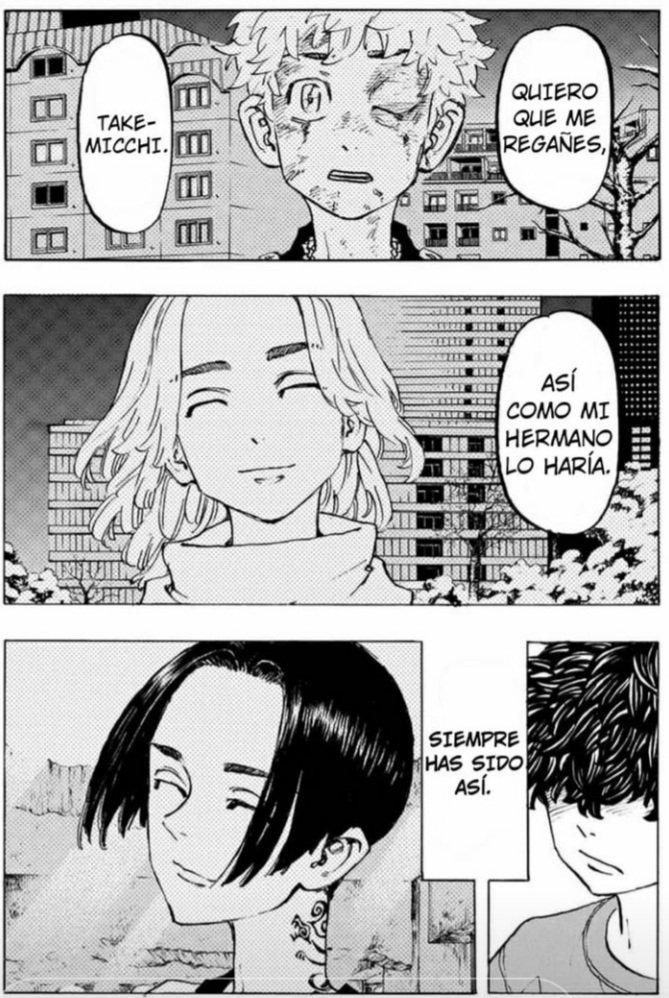 QUIERO
QUE ME
REGAÑES,
TAKE-
MICCHI.
ASÍ
COMO MI
HERMANO
LO HARÍA.
SIEMPRE
HAS SIDO
ASÍ.